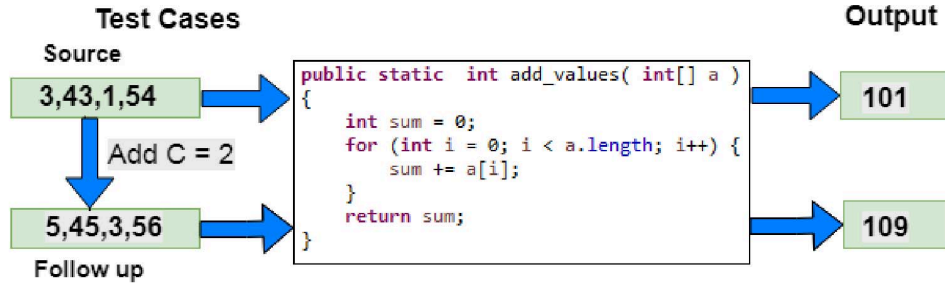 Test Cases
Output
Source
3,43,1,54
Add C = 2
5,45,3,56
Follow up
public static  int add_values( int[] a )
{
    int sum = 0;
    for (int i = 0; i < a.length; i++) {
        sum += a[i];
    }
    return sum;
}
101
109